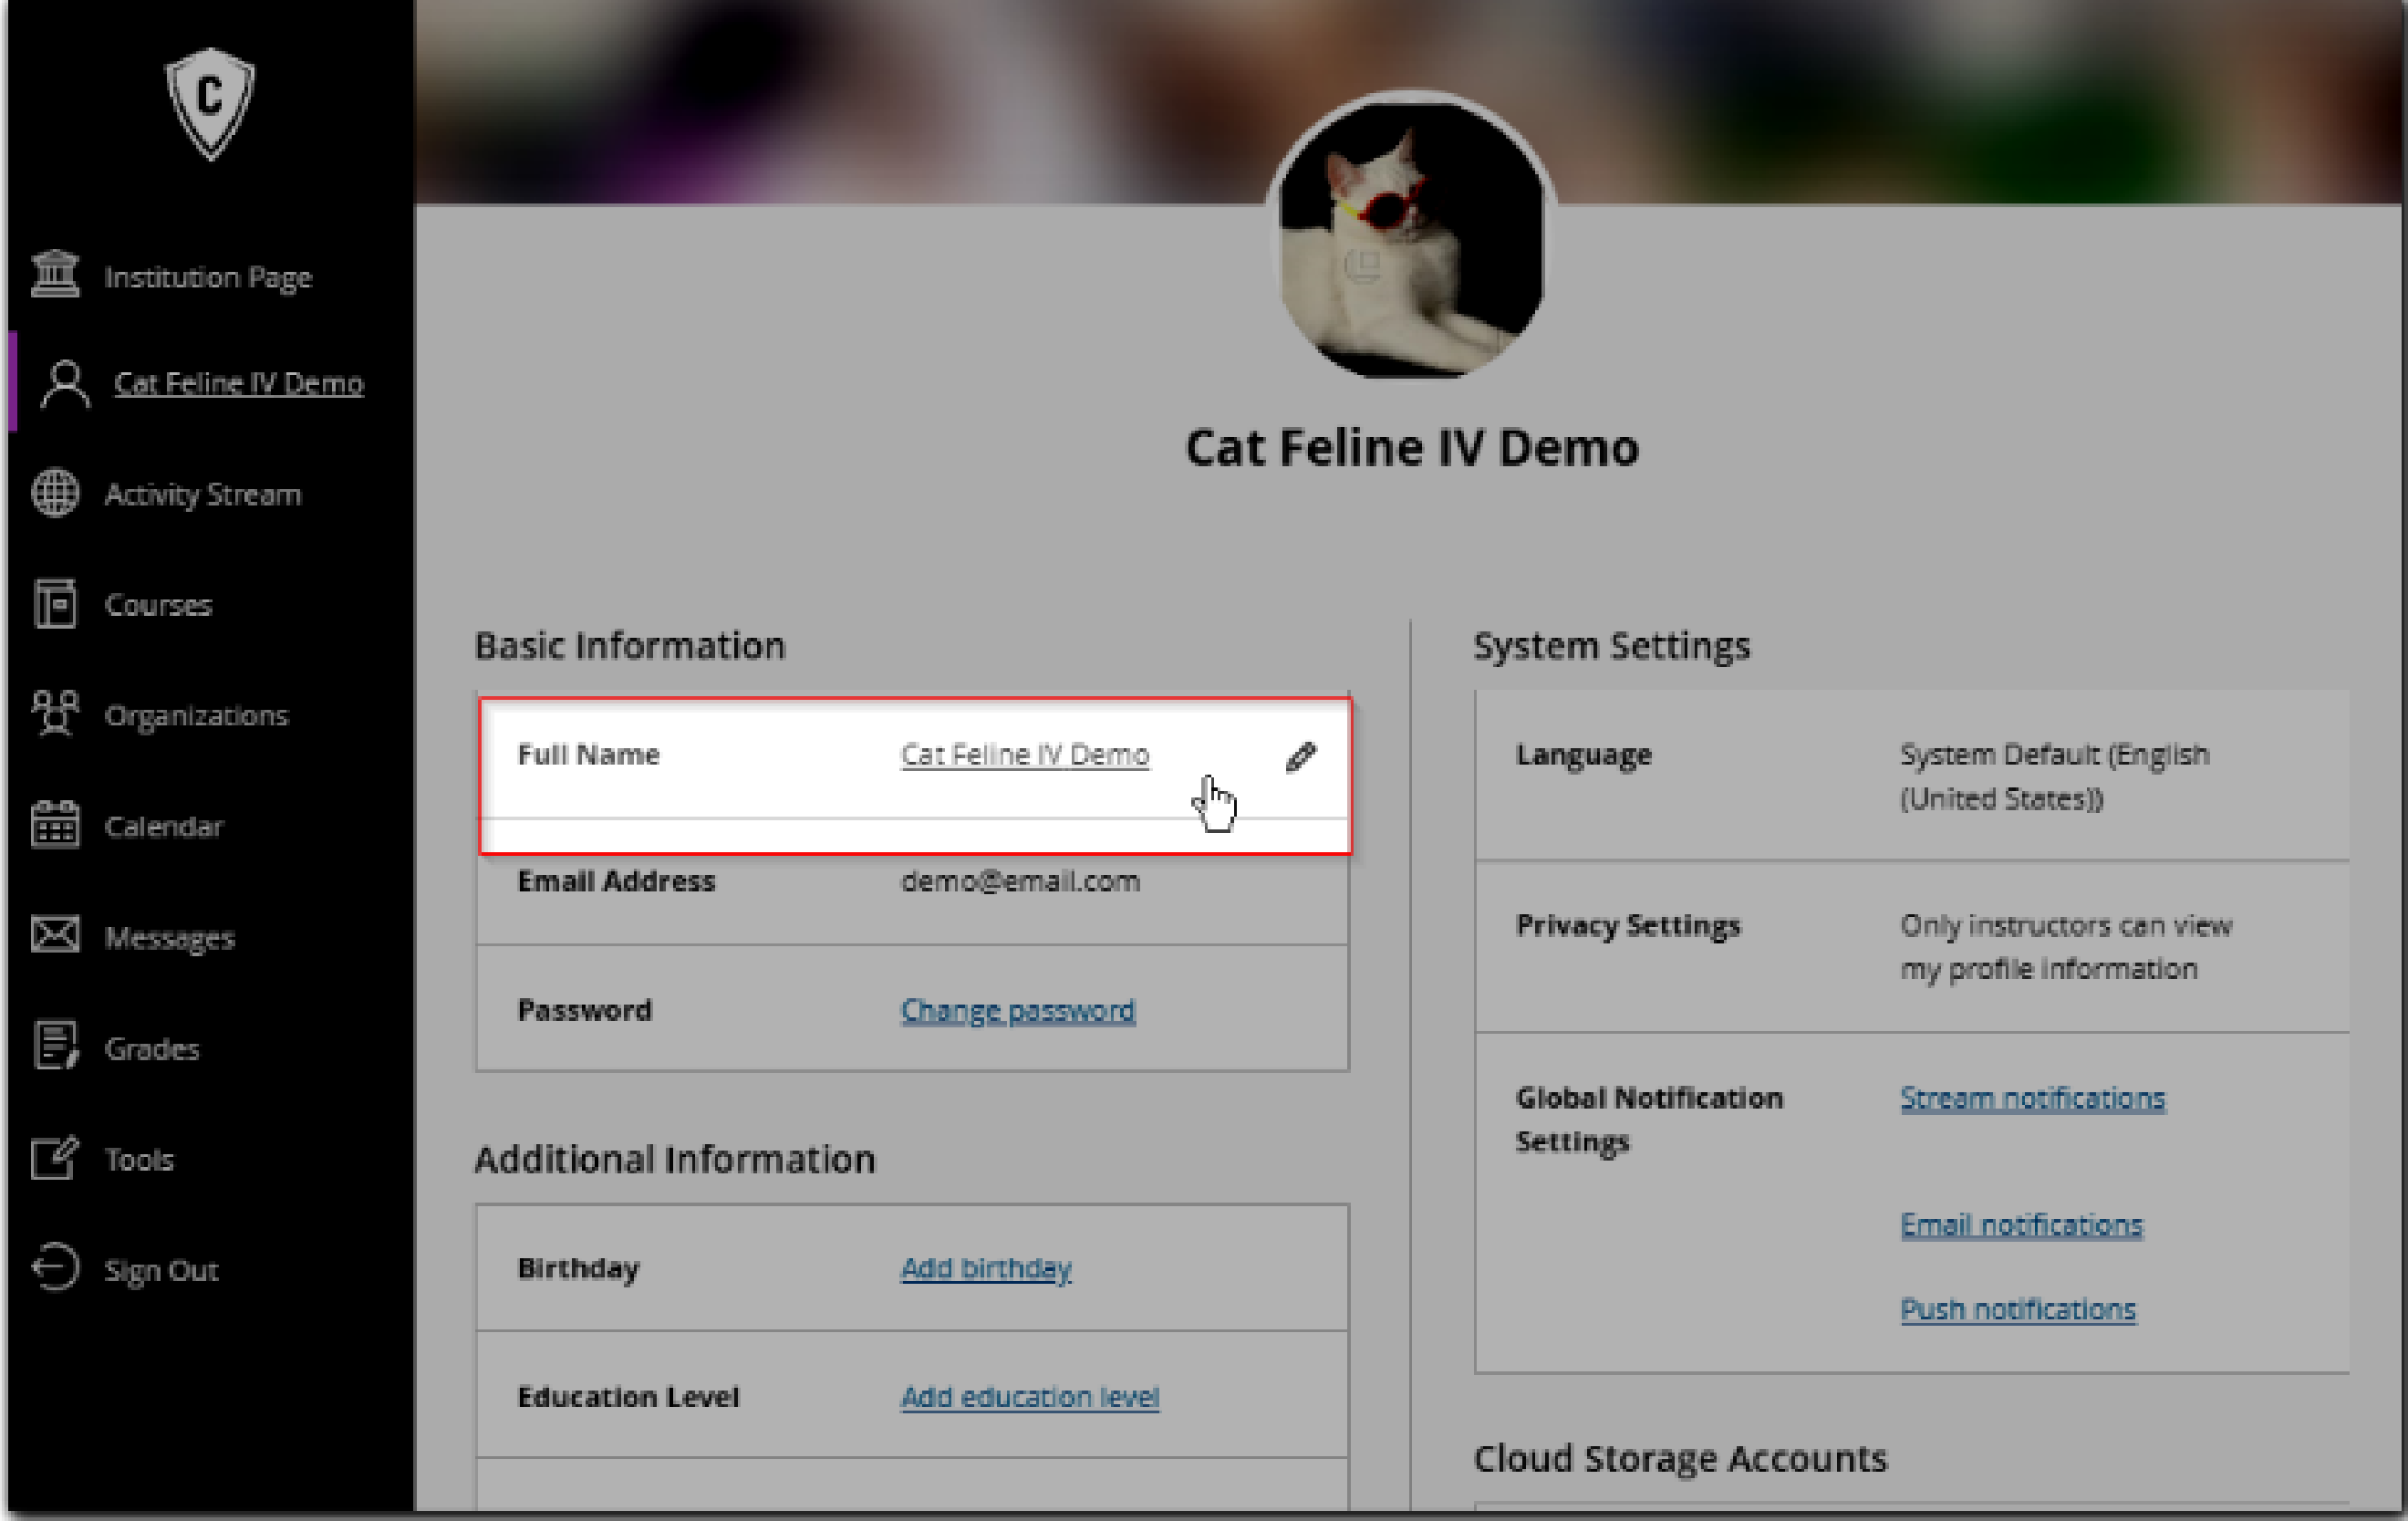 C
Institution Page
Cat Feline IV Demo
Activity Stream
Courses
Organizations
Calendar
Messages
Grades
Tools
Sign Out
Cat Feline IV Demo
Basic Information
Full Name Cat Feline IV Demo
Email Address demo@email.com
Password Change password
Additional Information
Birthday Add birthday
Education Level Add education level
System Settings
Language System Default (English
(United States))
Privacy Settings Only instructors can view
my profile information
Global Notification Stream notifications
Settings
Email notifications
Push notifications
Cloud Storage Accounts